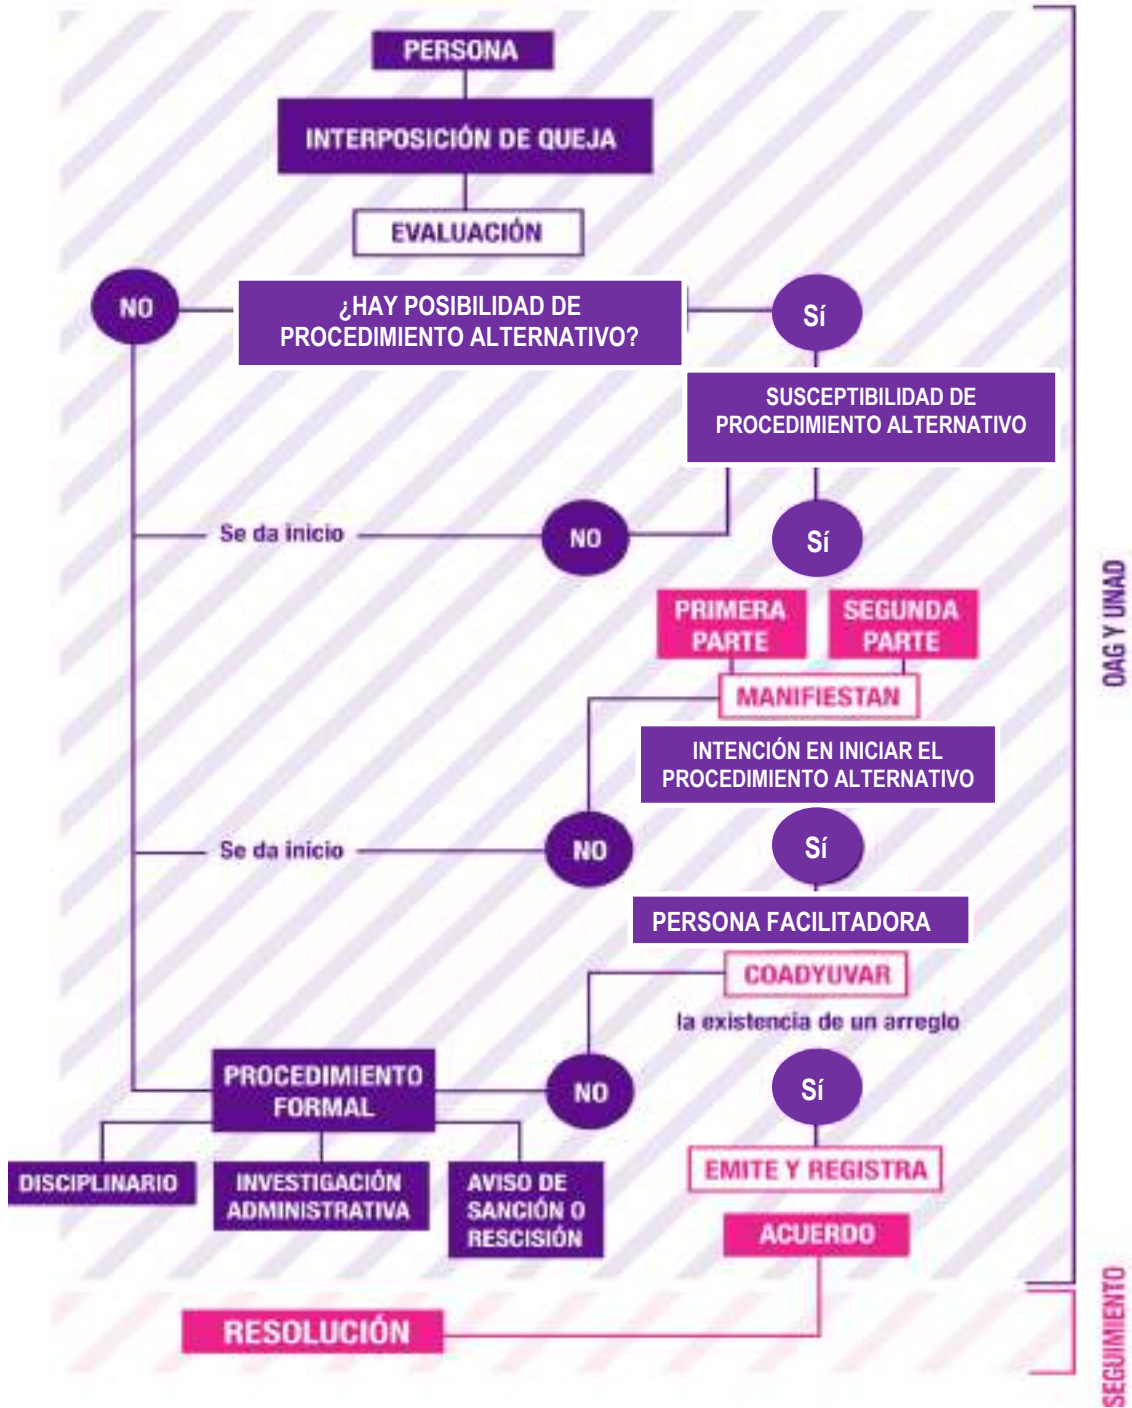 PERSONA
INTERPOSICIÓN DE QUEJA
EVALUACIÓN
NO
¿HAY POSIBILIDAD DE
PROCEDIMIENTO ALTERNATIVO?
Sí
SUSCEPTIBILIDAD DE
PROCEDIMIENTO ALTERNATIVO
Se da inicio
NO
Sí
PRIMERA
PARTE
SEGUNDA
PARTE
MANIFIESTAN
INTENCIÓN EN INICIAR EL
PROCEDIMIENTO ALTERNATIVO
Se da inicio
NO
Sí
PERSONA FACILITADORA
COADYUVAR
la existencia de un arreglo
PROCEDIMIENTO
FORMAL
NO
Sí
DISCIPLINARIO
INVESTIGACIÓN
ADMINISTRATIVA
AVISO DE
SANCIÓN O
RESCISIÓN
EMITE Y REGISTRA
ACUERDO
RESOLUCIÓN
OAG Y UNAD
SEGUIMIENTO